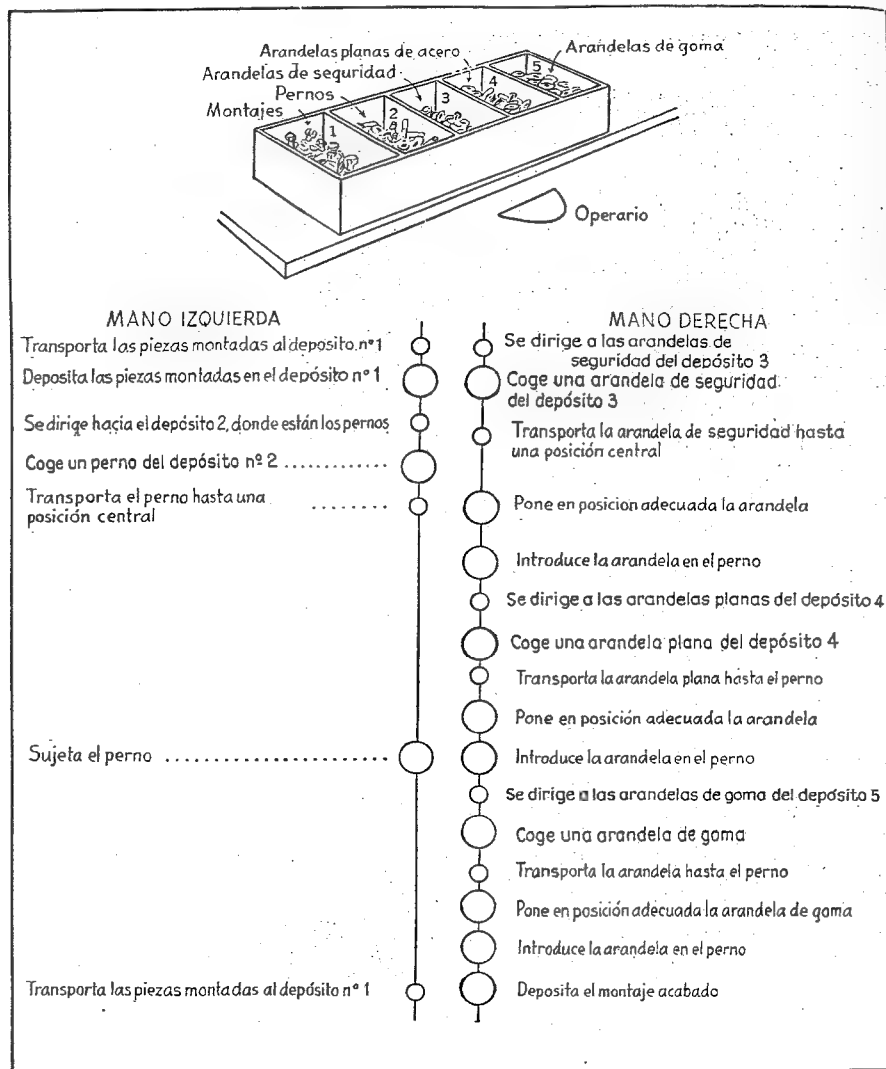 Arandelas planas de acero
Arandelas de goma
Arandelas de seguridad
Pernos
Montajes
1
2
3
4
5
Operario
MANO IZQUIERDA
Transporta las piezas montadas al deposito nº 1
Deposita las piezas montadas en el depósito nº 1
Se dirige hacia el depósito 2, donde están los pernos
Coge un perno del depósito nº 2 .............
Transporta el perno hasta una ........
posición central
Sujeta el perno .......................
Transporta las piezas montadas al depósito nº 1
MANO DERECHA
Se dirige a las arandelas de
seguridad del depósito 3
Coge una arandela de seguridad
del depósito 3
Transporta la arandela de seguridad hasta
una posición central
Pone en posicion adecuada la arandela
Introduce la arandela en el perno
Se dirige a las arandelas planas del depósito 4
Coge una arandela plana del depósito 4
Transporta la arandela plana hasta el perno
Pone en posición adecuada la arandela
Introduce la arandela en el perno
Se dirige a las arandelas de goma del depósito 5
Coge una arandela de goma
Transporta la arandela hasta el perno
Pone en posición adecuada la arandela de goma
Introduce la arandela en el perno
Deposita el montaje acabado